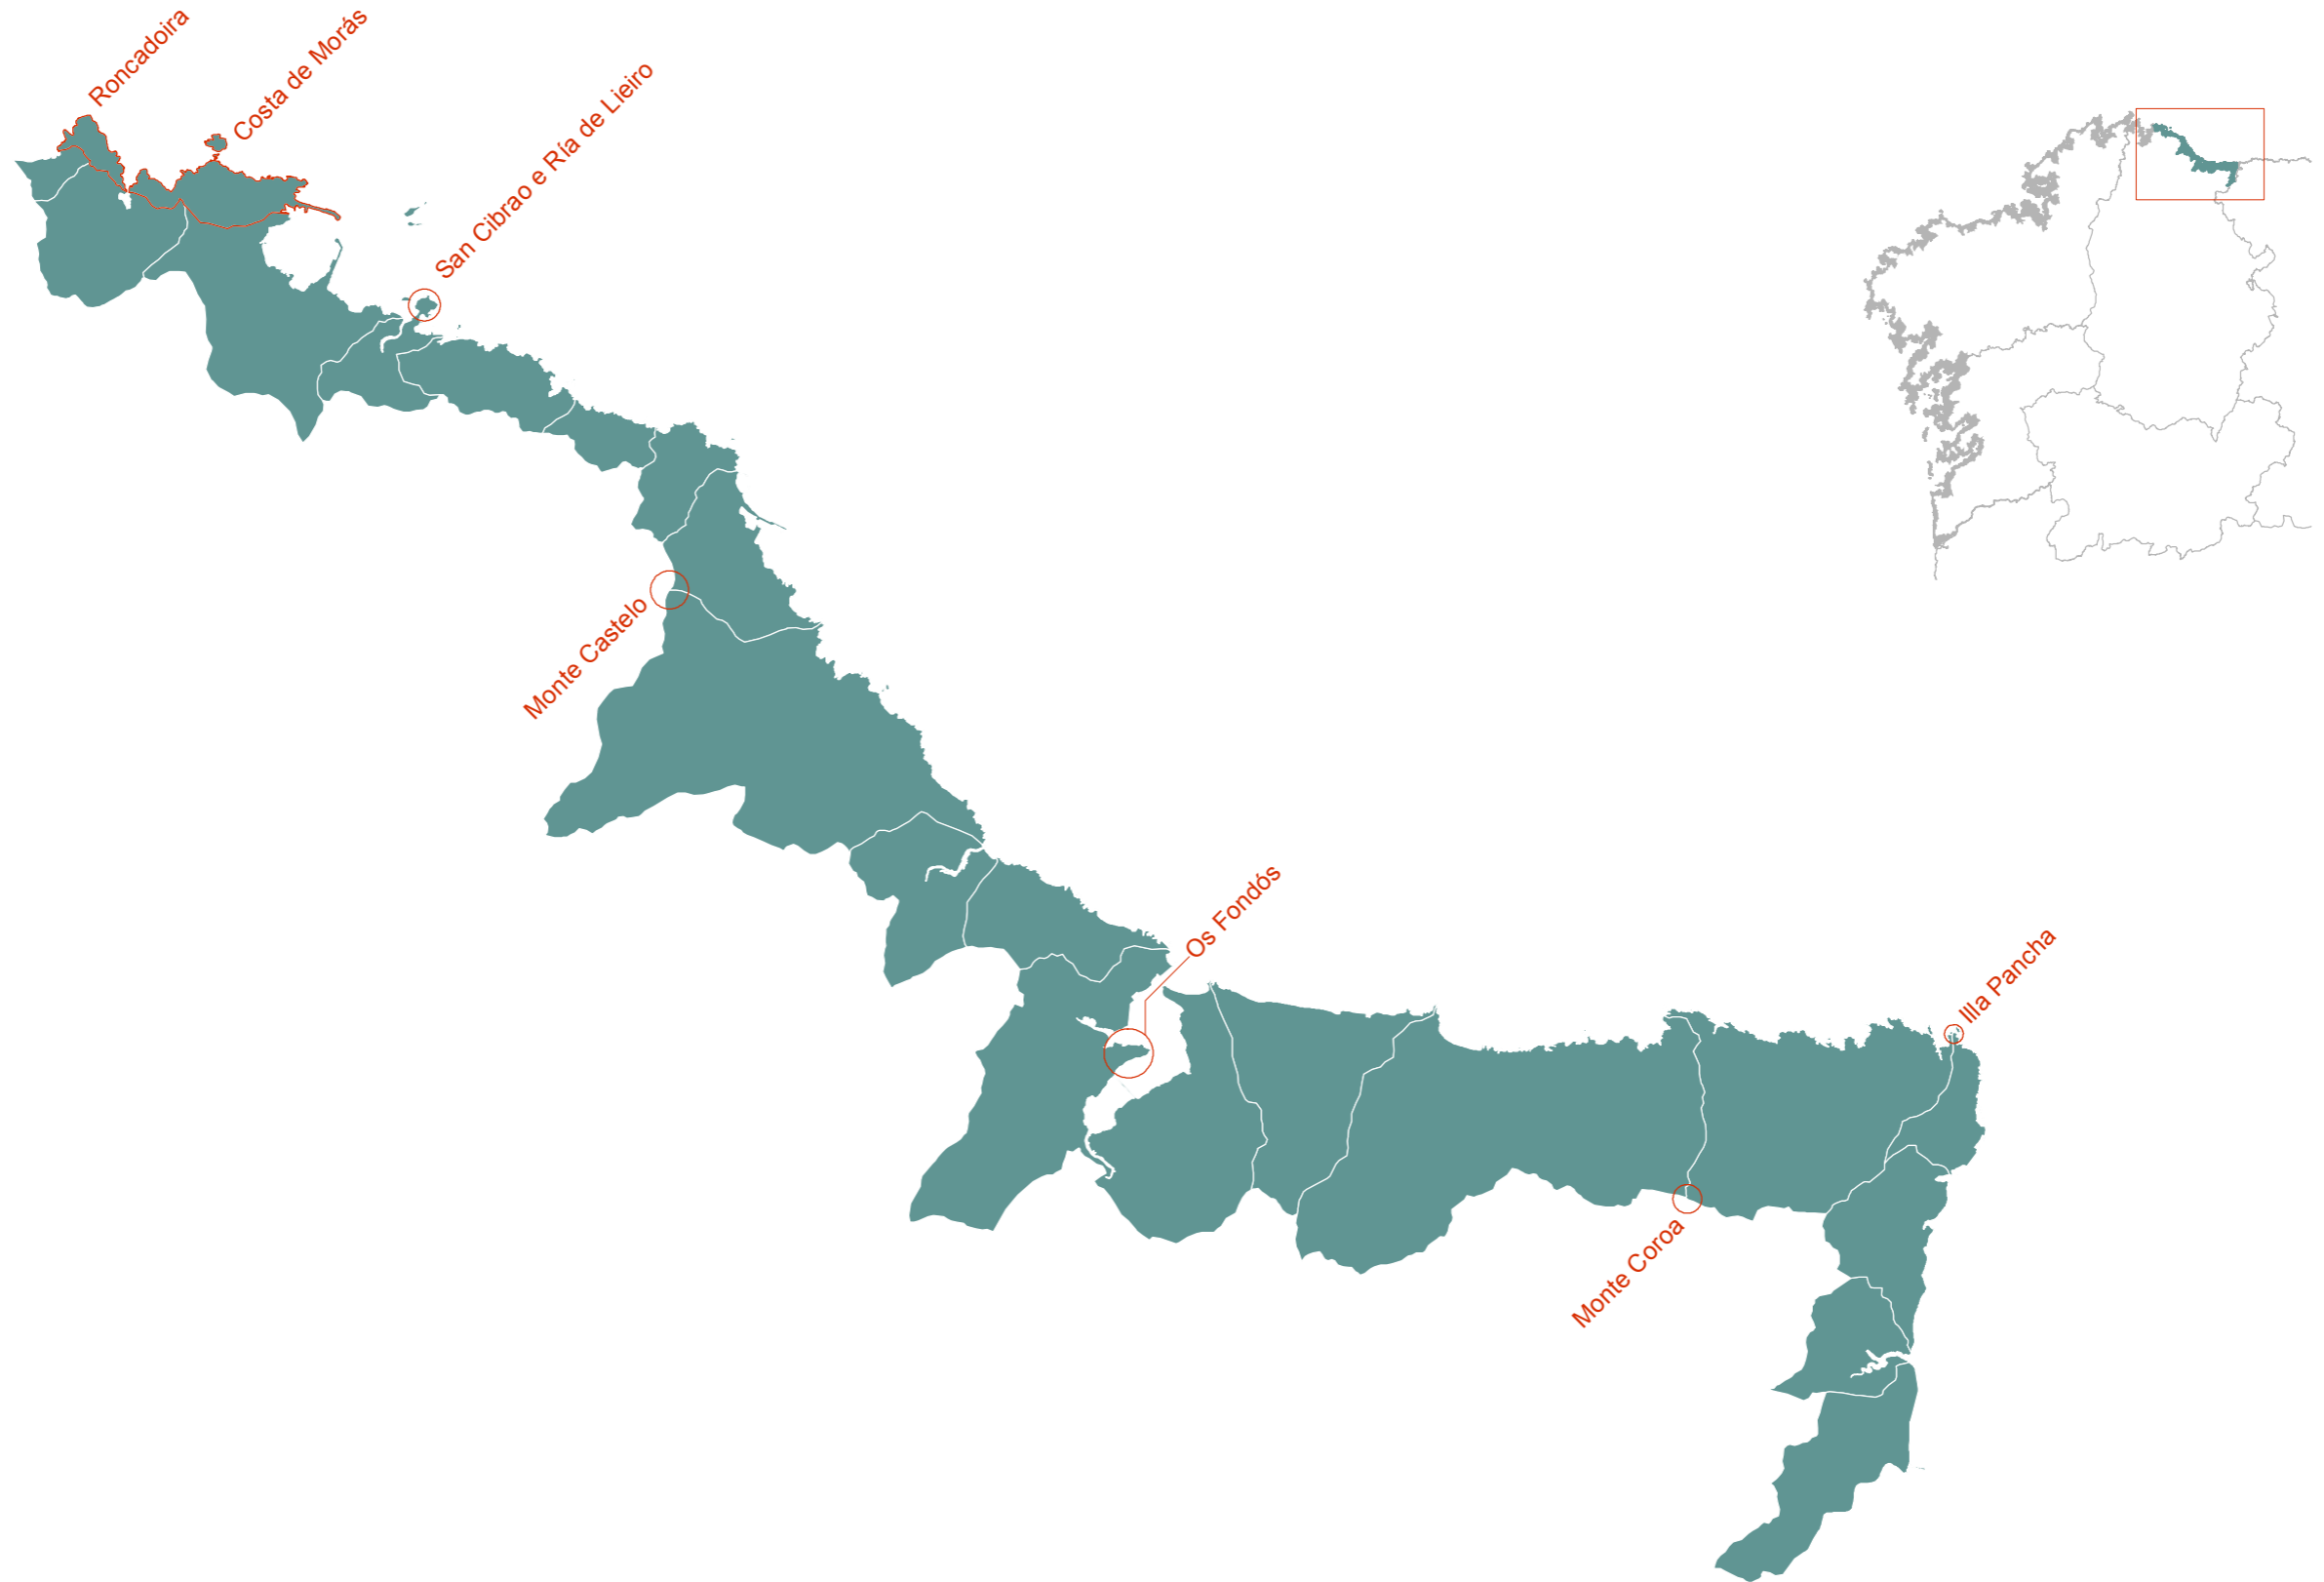 Roncadoira
Costa de Morás
San Cibrao e Ría de Lieiro
Monte Castelo
Os Fondós
Illa Pancha
Monte Coroa